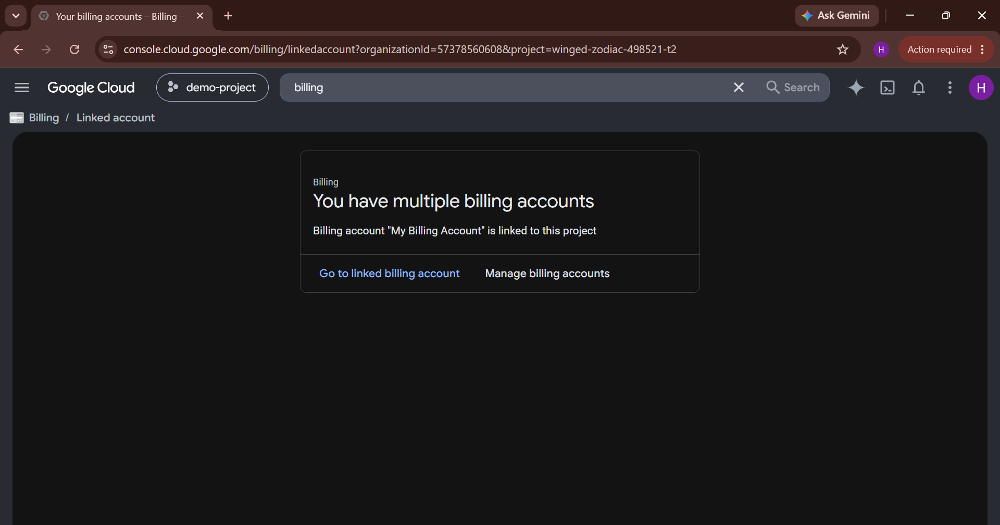 Your billing accounts – Billing –
Ask Gemini
console.cloud.google.com/billing/linkedaccount?organizationId=57378560608&project=winged-zodiac-498521-t2
H
Action required
Google Cloud
demo-project
billing
Search
H
Billing / Linked account
Billing
You have multiple billing accounts
Billing account "My Billing Account" is linked to this project
Go to linked billing account
Manage billing accounts